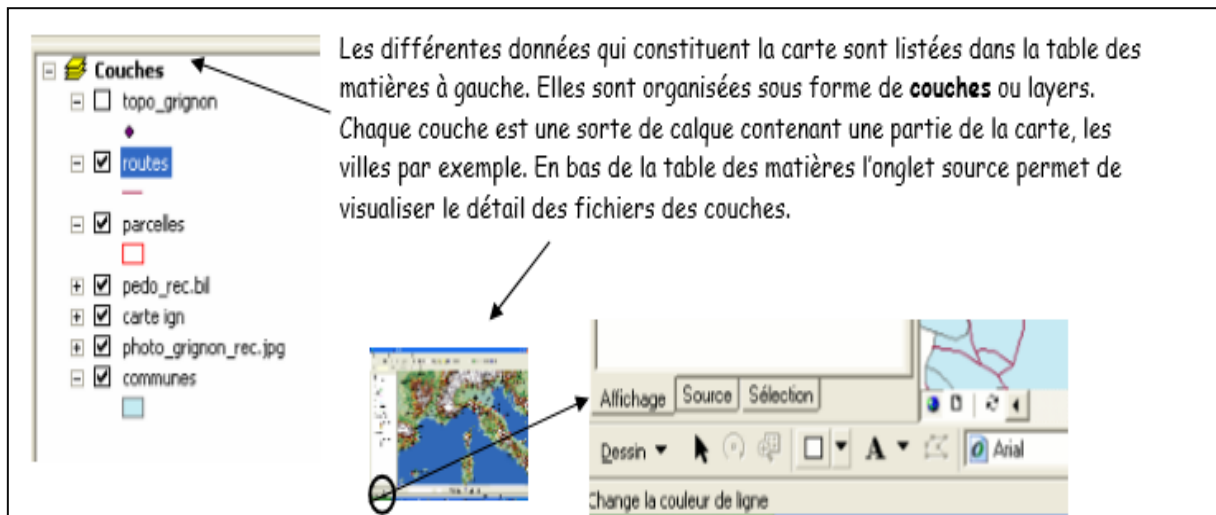 Couches
topo_grignon
routes
parcelles
pedo_rec.bil
carte ign
photo_grignon_rec.jpg
communes
Les différentes données qui constituent la carte sont listées dans la table des
matières à gauche. Elles sont organisées sous forme de couches ou layers.
Chaque couche est une sorte de calque contenant une partie de la carte, les
villes par exemple. En bas de la table des matières l'onglet source permet de
visualiser le détail des fichiers des couches.
Affichage Source Sélection
Dessin A Arial
Change la couleur de ligne